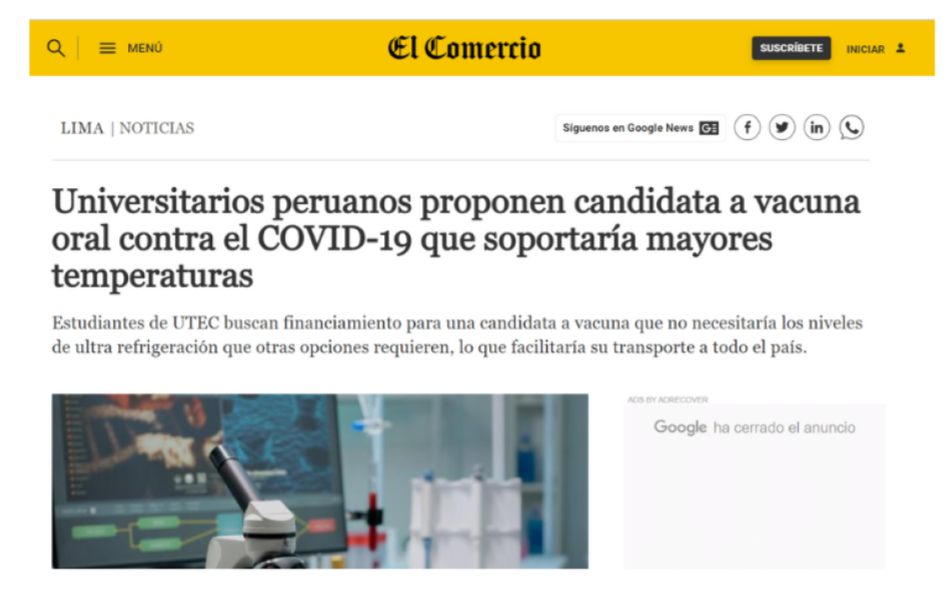 MENÚ
El Comercio
SUSCRÍBETE
INICIAR
LIMA | NOTICIAS
Síguenos en Google News
Universitarios peruanos proponen candidata a vacuna
oral contra el COVID-19 que soportaría mayores
temperaturas
Estudiantes de UTEC buscan financiamiento para una candidata a vacuna que no necesitaría los niveles
de ultra refrigeración que otras opciones requieren, lo que facilitaría su transporte a todo el país.
ADS BY ADRECOVER
Google ha cerrado el anuncio